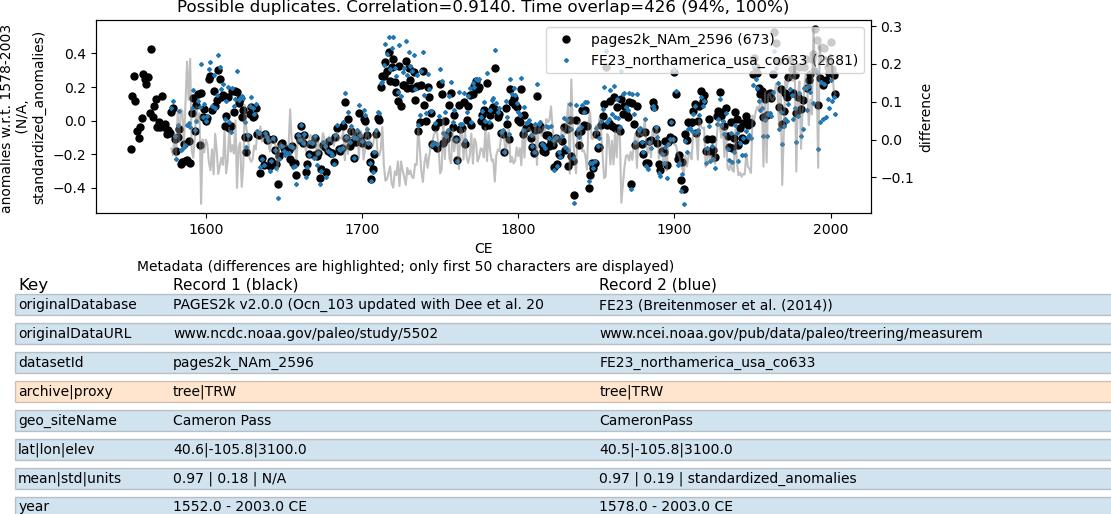 Possible duplicates. Correlation=0.9140. Time overlap=426 (94%, 100%)
anomalies w.r.t. 1578-2003
(N/A,
standardized_anomalies)
0.4
0.2
0.0
−0.2
−0.4
pages2k_NAm_2596 (673)
FE23_northamerica_usa_co633 (2681)
0.3
0.2
0.1
0.0
−0.1
difference
1600
1700
1800
1900
2000
CE
Metadata (differences are highlighted; only first 50 characters are displayed)
Key Record 1 (black) Record 2 (blue)
originalDatabase PAGES2k v2.0.0 (Ocn_103 updated with Dee et al. 20 FE23 (Breitenmoser et al. (2014))
originalDataURL www.ncdc.noaa.gov/paleo/study/5502 www.ncei.noaa.gov/pub/data/paleo/treering/measurem
datasetId pages2k_NAm_2596 FE23_northamerica_usa_co633
archive|proxy tree|TRW tree|TRW
geo_siteName Cameron Pass CameronPass
lat|lon|elev 40.6|-105.8|3100.0 40.5|-105.8|3100.0
mean|std|units 0.97 | 0.18 | N/A 0.97 | 0.19 | standardized_anomalies
year 1552.0 - 2003.0 CE 1578.0 - 2003.0 CE